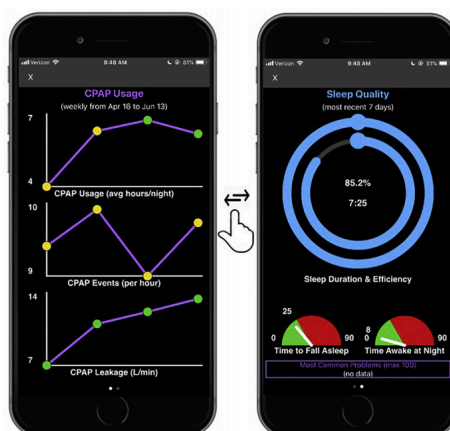 Verizon
9:48 AM
81%
X
CPAP Usage
(weekly from Apr 16 to Jun 13)
7
4
CPAP Usage (avg hours/night)
10
9
CPAP Events (per hour)
14
7
CPAP Leakage (L/min)
Verizon
9:48 AM
81%
X
Sleep Quality
(most recent 7 days)
85.2%
7:25
Sleep Duration & Efficiency
25
0
90
Time to Fall Asleep
8
0
90
Time Awake at Night
Most Common Problems (max 100)
(no data)